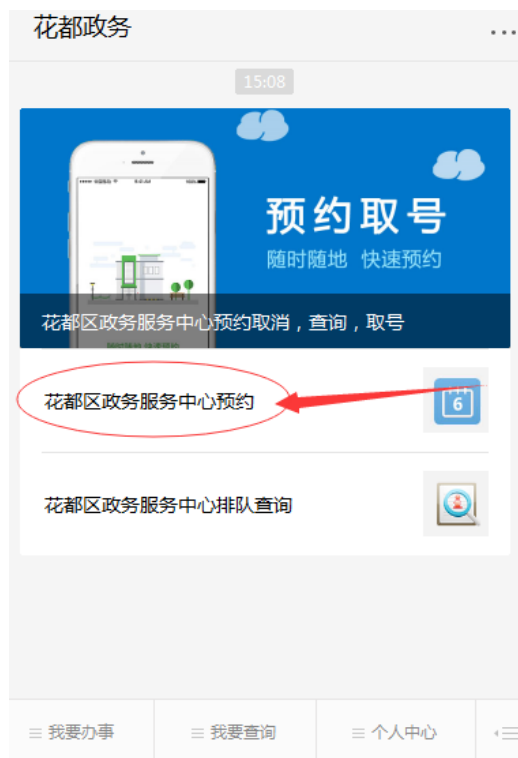 花都政务
15:08
预约取号
随时随地 快速预约
花都区政务服务中心预约取消，查询，取号
花都区政务服务中心预约
6
花都区政务服务中心排队查询
我要办事
我要查询
个人中心